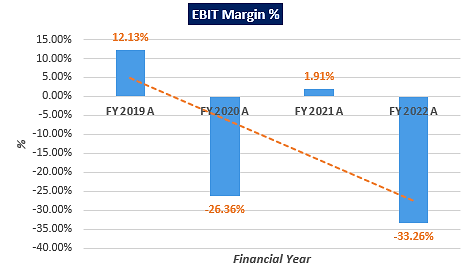 EBIT Margin %
15.00%
10.00%
5.00%
0.00%
-5.00%
-10.00%
-15.00%
-20.00%
-25.00%
-30.00%
-35.00%
-40.00%
%
12.13%
-26.36%
1.91%
-33.26%
FY 2019 A
FY 2020 A
FY 2021 A
FY 2022 A
Financial Year